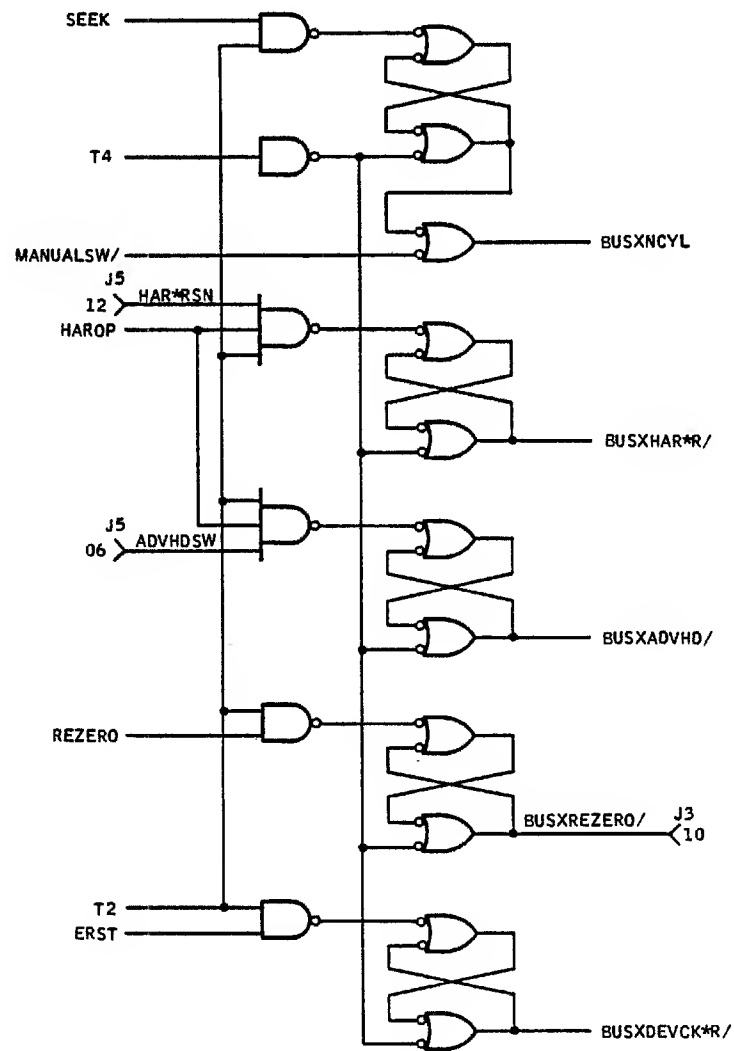 SEEK
T4
BUSXNCYL
MANUALSW/
J5
12 HAR*RSN
HAROP
BUSXHAR*R/
J5
06 ADVHDSW
BUSXADVHD/
REZERO
BUSXREZERO/ J3
10
T2
ERST
BUSXDEVCK*R/